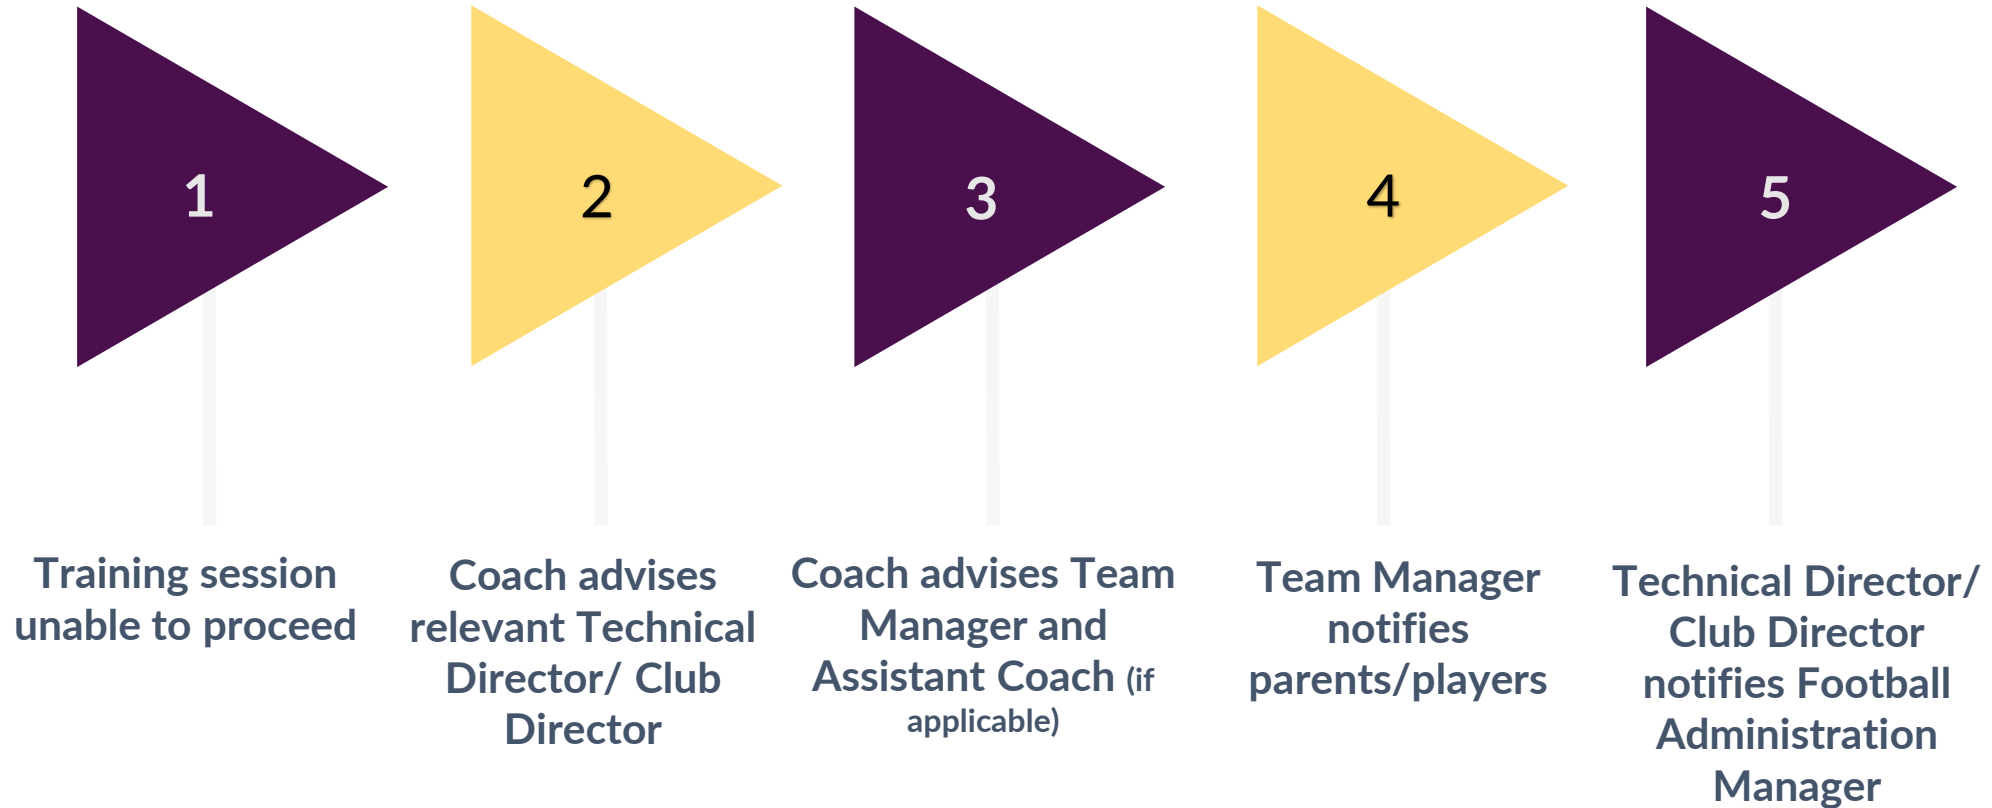 1
Training session
unable to proceed
2
Coach advises
relevant Technical
Director/ Club
Director
3
Coach advises Team
Manager and
Assistant Coach (if
applicable)
4
Team Manager
notifies
parents/players
5
Technical Director/
Club Director
notifies Football
Administration
Manager